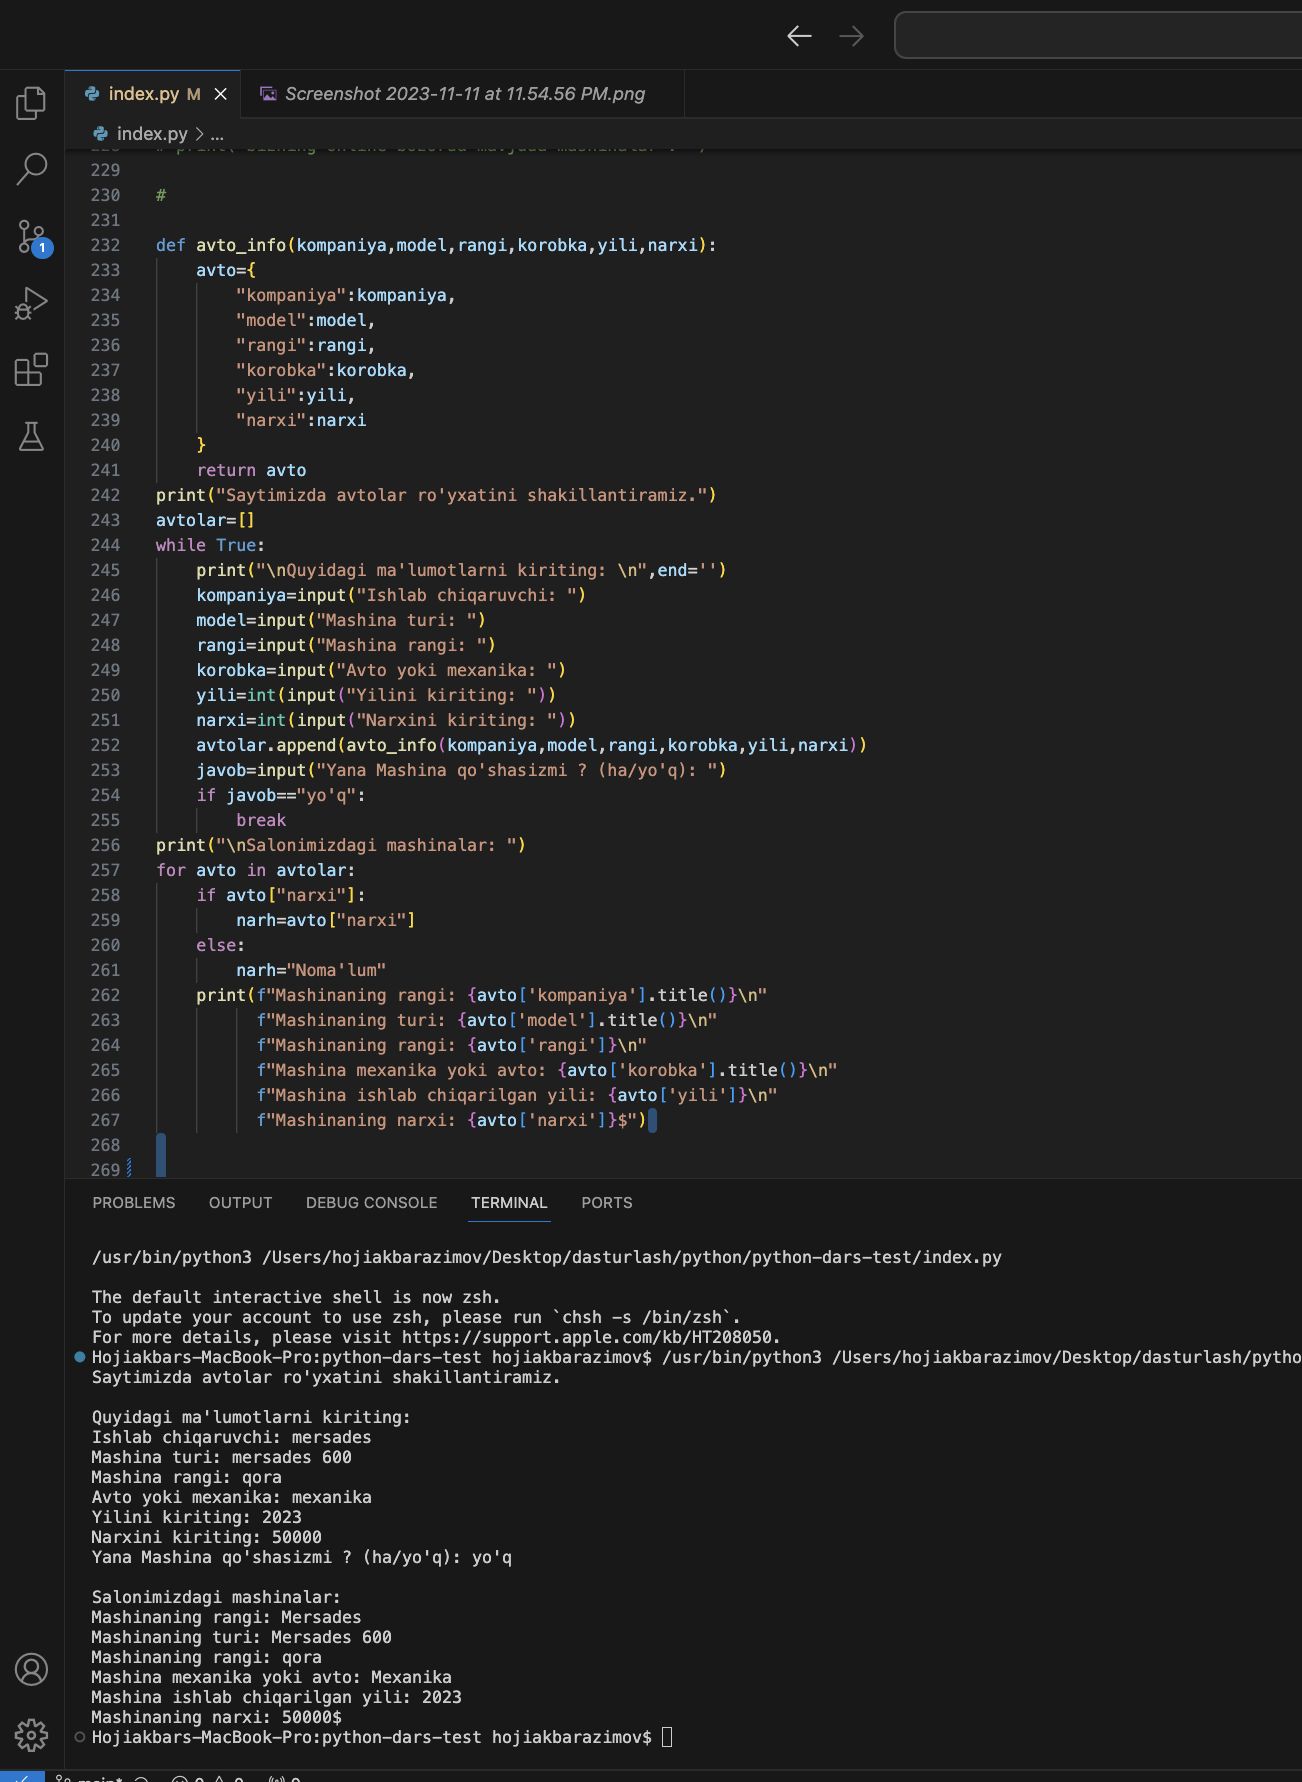 index.py M
Screenshot 2023-11-11 at 11.54.56 PM.png
index.py > ...
229
230 #
231
232 def avto_info(kompaniya,model,rangi,korobka,yili,narxi):
233 avto={
234 "kompaniya":kompaniya,
235 "model":model,
236 "rangi":rangi,
237 "korobka":korobka,
238 "yili":yili,
239 "narxi":narxi
240 }
241 return avto
242 print("Saytimizda avtolar ro'yxatini shakillantiramiz.")
243 avtolar=[]
244 while True:
245 print("\nQuyidagi ma'lumotlarni kiriting: \n",end='')
246 kompaniya=input("Ishlab chiqaruvchi: ")
247 model=input("Mashina turi: ")
248 rangi=input("Mashina rangi: ")
249 korobka=input("Avto yoki mexanika: ")
250 yili=int(input("Yilini kiriting: "))
251 narxi=int(input("Narxini kiriting: "))
252 avtolar.append(avto_info(kompaniya,model,rangi,korobka,yili,narxi))
253 javob=input("Yana Mashina qo'shasizmi ? (ha/yo'q): ")
254 if javob=="yo'q":
255 break
256 print("\nSalonimizdagi mashinalar: ")
257 for avto in avtolar:
258 if avto["narxi"]:
259 narh=avto["narxi"]
260 else:
261 narh="Noma'lum"
262 print(f"Mashinaning rangi: {avto['kompaniya'].title()}\n"
263 f"Mashinaning turi: {avto['model'].title()}\n"
264 f"Mashinaning rangi: {avto['rangi']}\n"
265 f"Mashina mexanika yoki avto: {avto['korobka'].title()}\n"
266 f"Mashina ishlab chiqarilgan yili: {avto['yili']}\n"
267 f"Mashinaning narxi: {avto['narxi']}$")
268
269
1
PROBLEMS OUTPUT DEBUG CONSOLE TERMINAL PORTS
/usr/bin/python3 /Users/hojiakbarazimov/Desktop/dasturlash/python/python-dars-test/index.py
The default interactive shell is now zsh.
To update your account to use zsh, please run `chsh -s /bin/zsh`.
For more details, please visit https://support.apple.com/kb/HT208050.
Hojiakbars-MacBook-Pro:python-dars-test hojiakbarazimov$ /usr/bin/python3 /Users/hojiakbarazimov/Desktop/dasturlash/pytho
Saytimizda avtolar ro'yxatini shakillantiramiz.
Quyidagi ma'lumotlarni kiriting:
Ishlab chiqaruvchi: mersades
Mashina turi: mersades 600
Mashina rangi: qora
Avto yoki mexanika: mexanika
Yilini kiriting: 2023
Narxini kiriting: 50000
Yana Mashina qo'shasizmi ? (ha/yo'q): yo'q
Salonimizdagi mashinalar:
Mashinaning rangi: Mersades
Mashinaning turi: Mersades 600
Mashinaning rangi: qora
Mashina mexanika yoki avto: Mexanika
Mashina ishlab chiqarilgan yili: 2023
Mashinaning narxi: 50000$
Hojiakbars-MacBook-Pro:python-dars-test hojiakbarazimov$